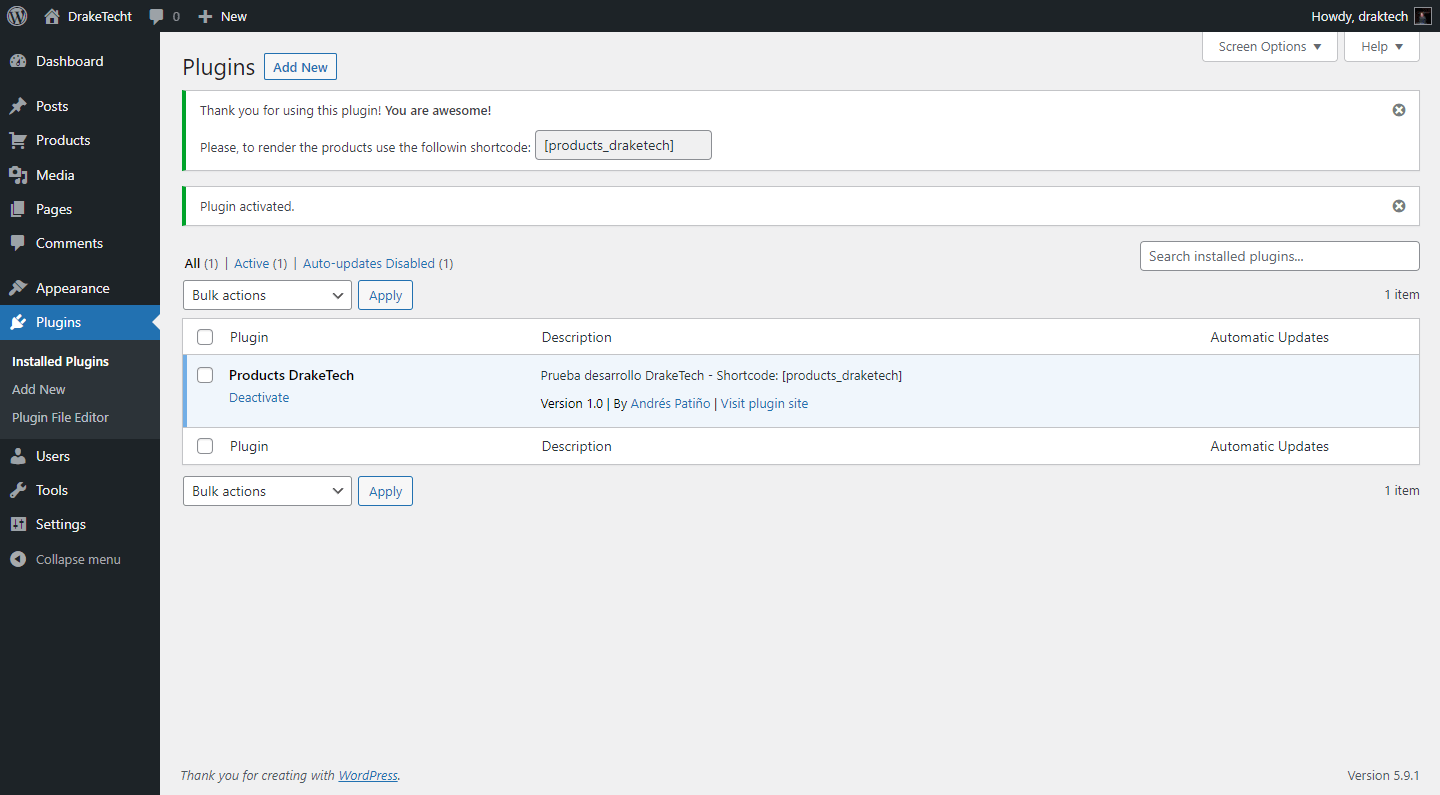 DrakeTecht 0 New Howdy, draktech
Screen Options ▼ Help ▼
Dashboard
Posts
Products
Media
Pages
Comments
Appearance
Plugins
Installed Plugins
Add New
Plugin File Editor
Users
Tools
Settings
Collapse menu
Plugins Add New
Thank you for using this plugin! You are awesome!
Please, to render the products use the followin shortcode: [products_draketech]
Plugin activated.
All (1) | Active (1) | Auto-updates Disabled (1)
Search installed plugins...
Bulk actions Apply 1 item
Plugin Description Automatic Updates
Products DrakeTech Prueba desarrollo DrakeTech - Shortcode: [products_draketech]
Deactivate Version 1.0 | By Andrés Patiño | Visit plugin site
Plugin Description Automatic Updates
Bulk actions Apply 1 item
Thank you for creating with WordPress. Version 5.9.1